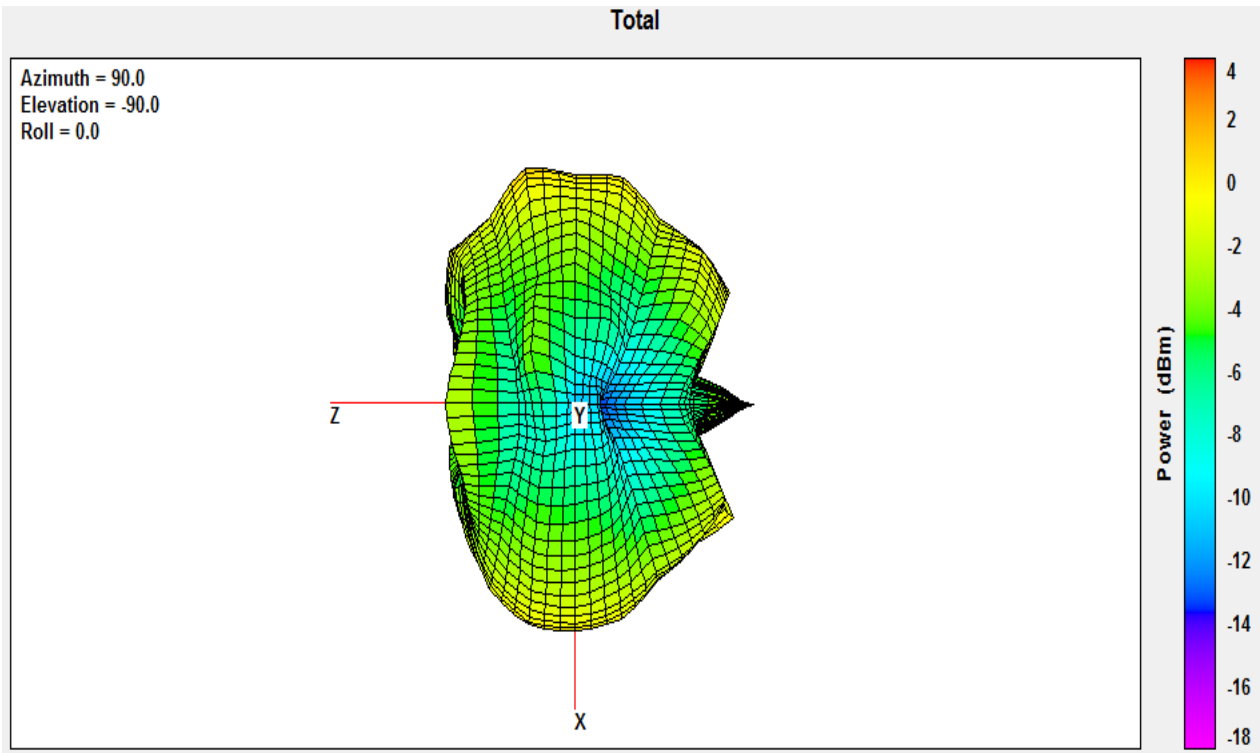 Total
Azimuth = 90.0
Elevation = -90.0
Roll = 0.0
Z
Y
X
4
2
0
-2
-4
-6
-8
-10
-12
-14
-16
-18
Power (dBm)